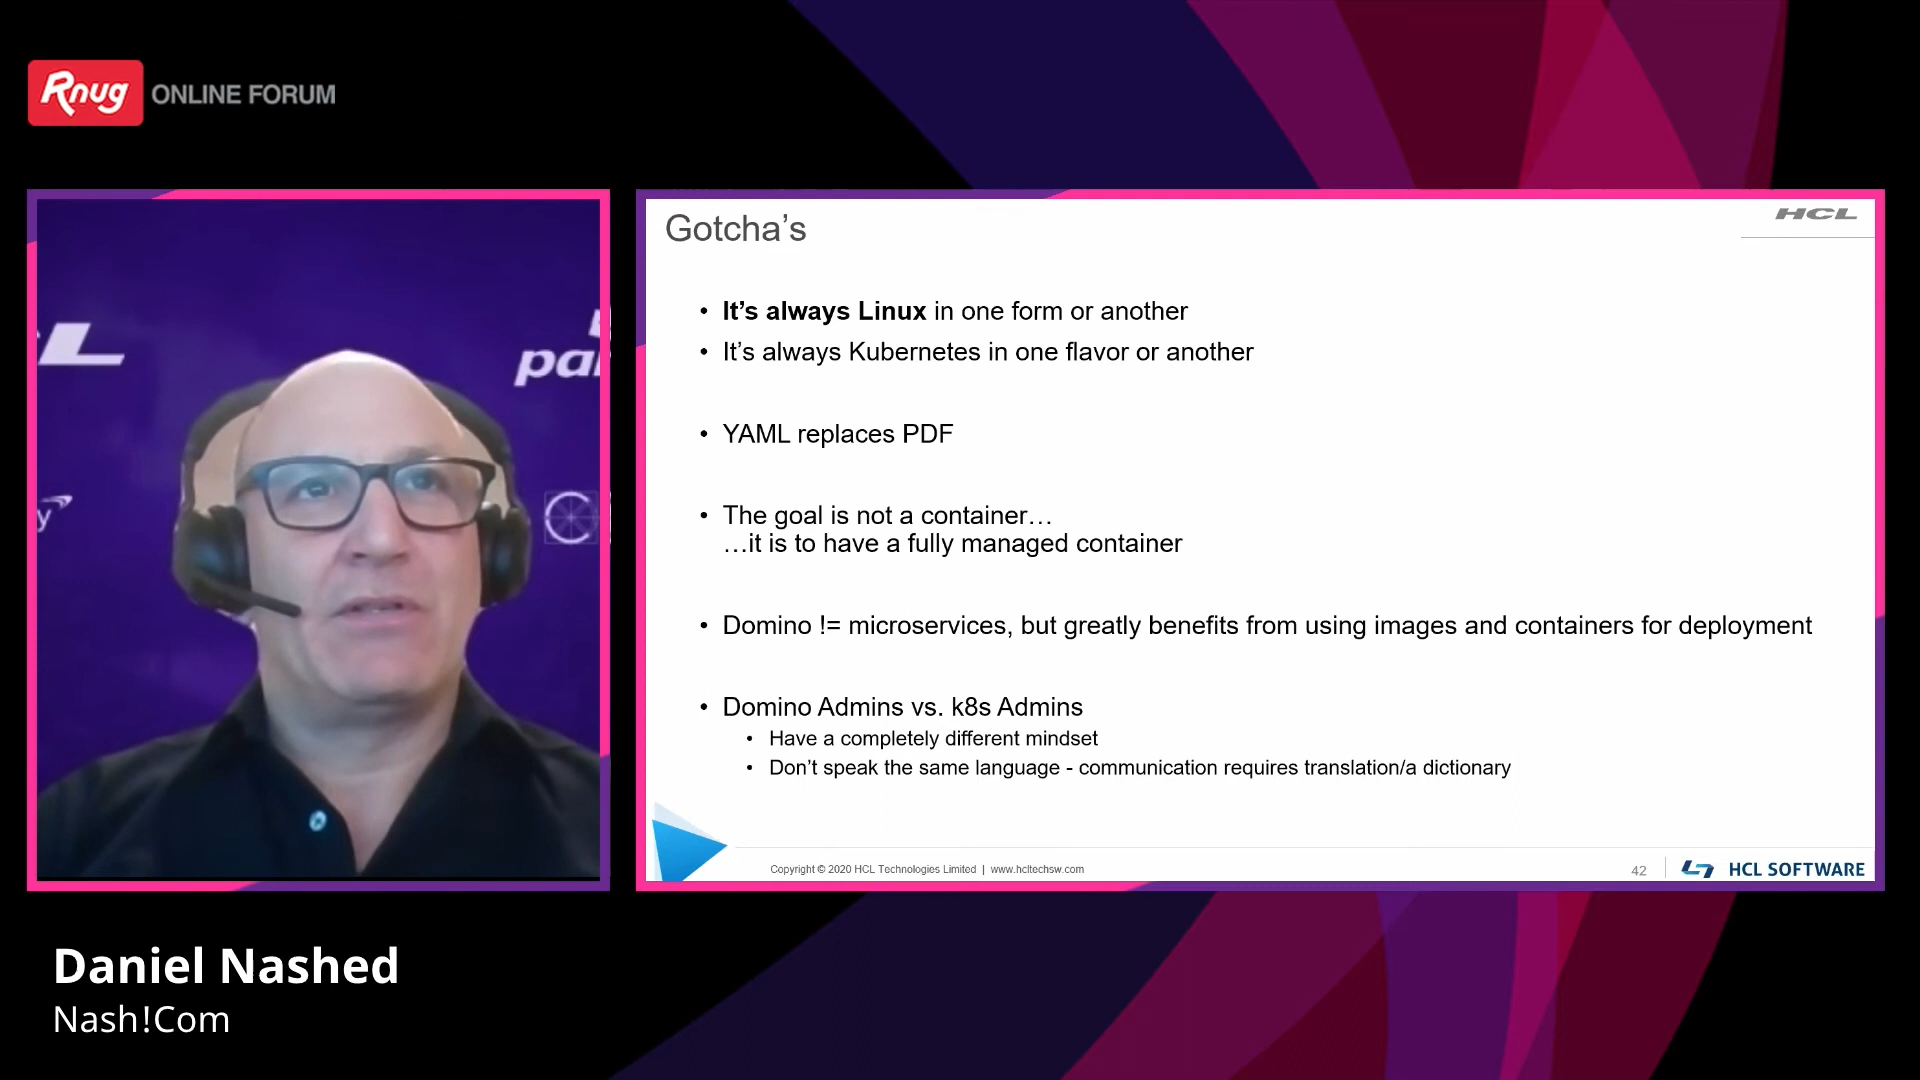 Rnug ONLINE FORUM
Gotcha’s
HCL
• It’s always Linux in one form or another
• It’s always Kubernetes in one flavor or another
• YAML replaces PDF
• The goal is not a container…
…it is to have a fully managed container
• Domino != microservices, but greatly benefits from using images and containers for deployment
• Domino Admins vs. k8s Admins
• Have a completely different mindset
• Don’t speak the same language - communication requires translation/a dictionary
Copyright © 2020 HCL Technologies Limited | www.hcltechsw.com
42
HCL SOFTWARE
Daniel Nashed
Nash!Com